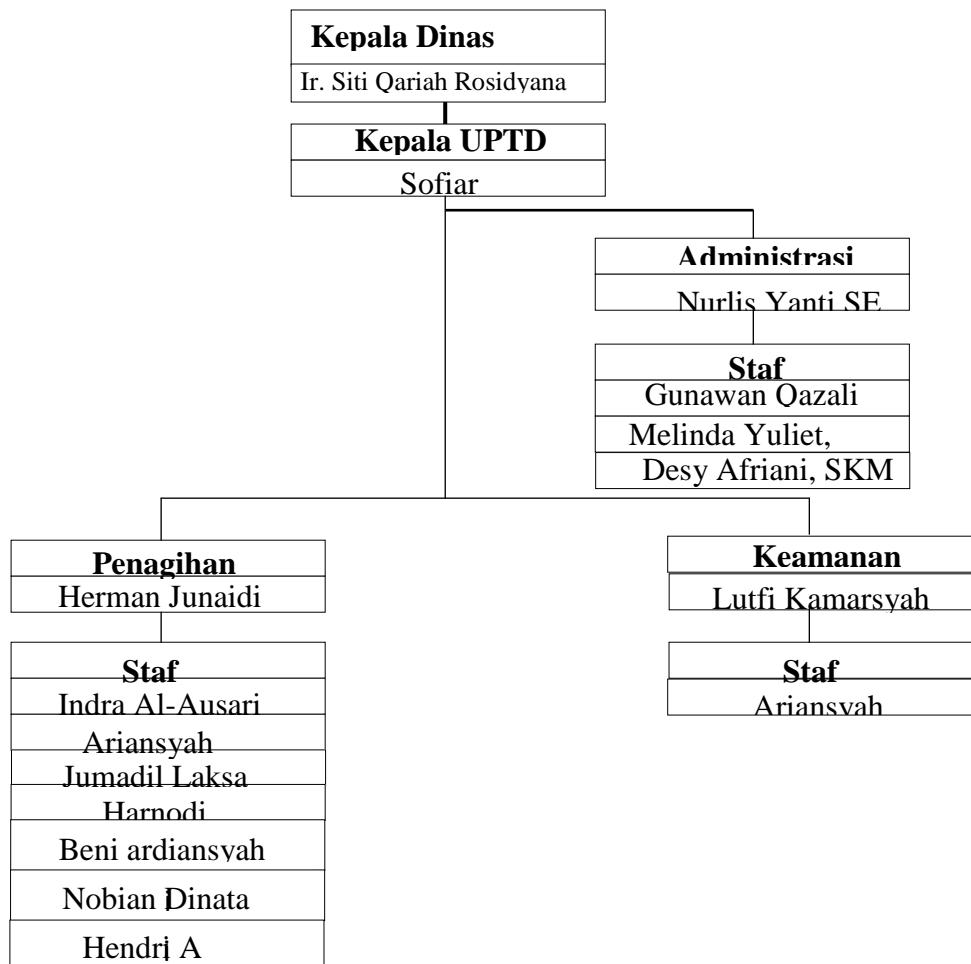 Kepala Dinas
Ir. Siti Qariah Rosidyana
Kepala UPTD
Sofiar
Administrasi
Nurlis Yanti SE
Staf
Gunawan Qazali
Melinda Yuliet,
Desy Afriani, SKM
Penagihan
Herman Junaidi
Staf
Indra Al-Ausari
Ariansyah
Jumadil Laksa
Harnodi
Beni ardiansyah
Nobian Dinata
Hendri A
Keamanan
Lutfi Kamarsyah
Staf
Ariansyah